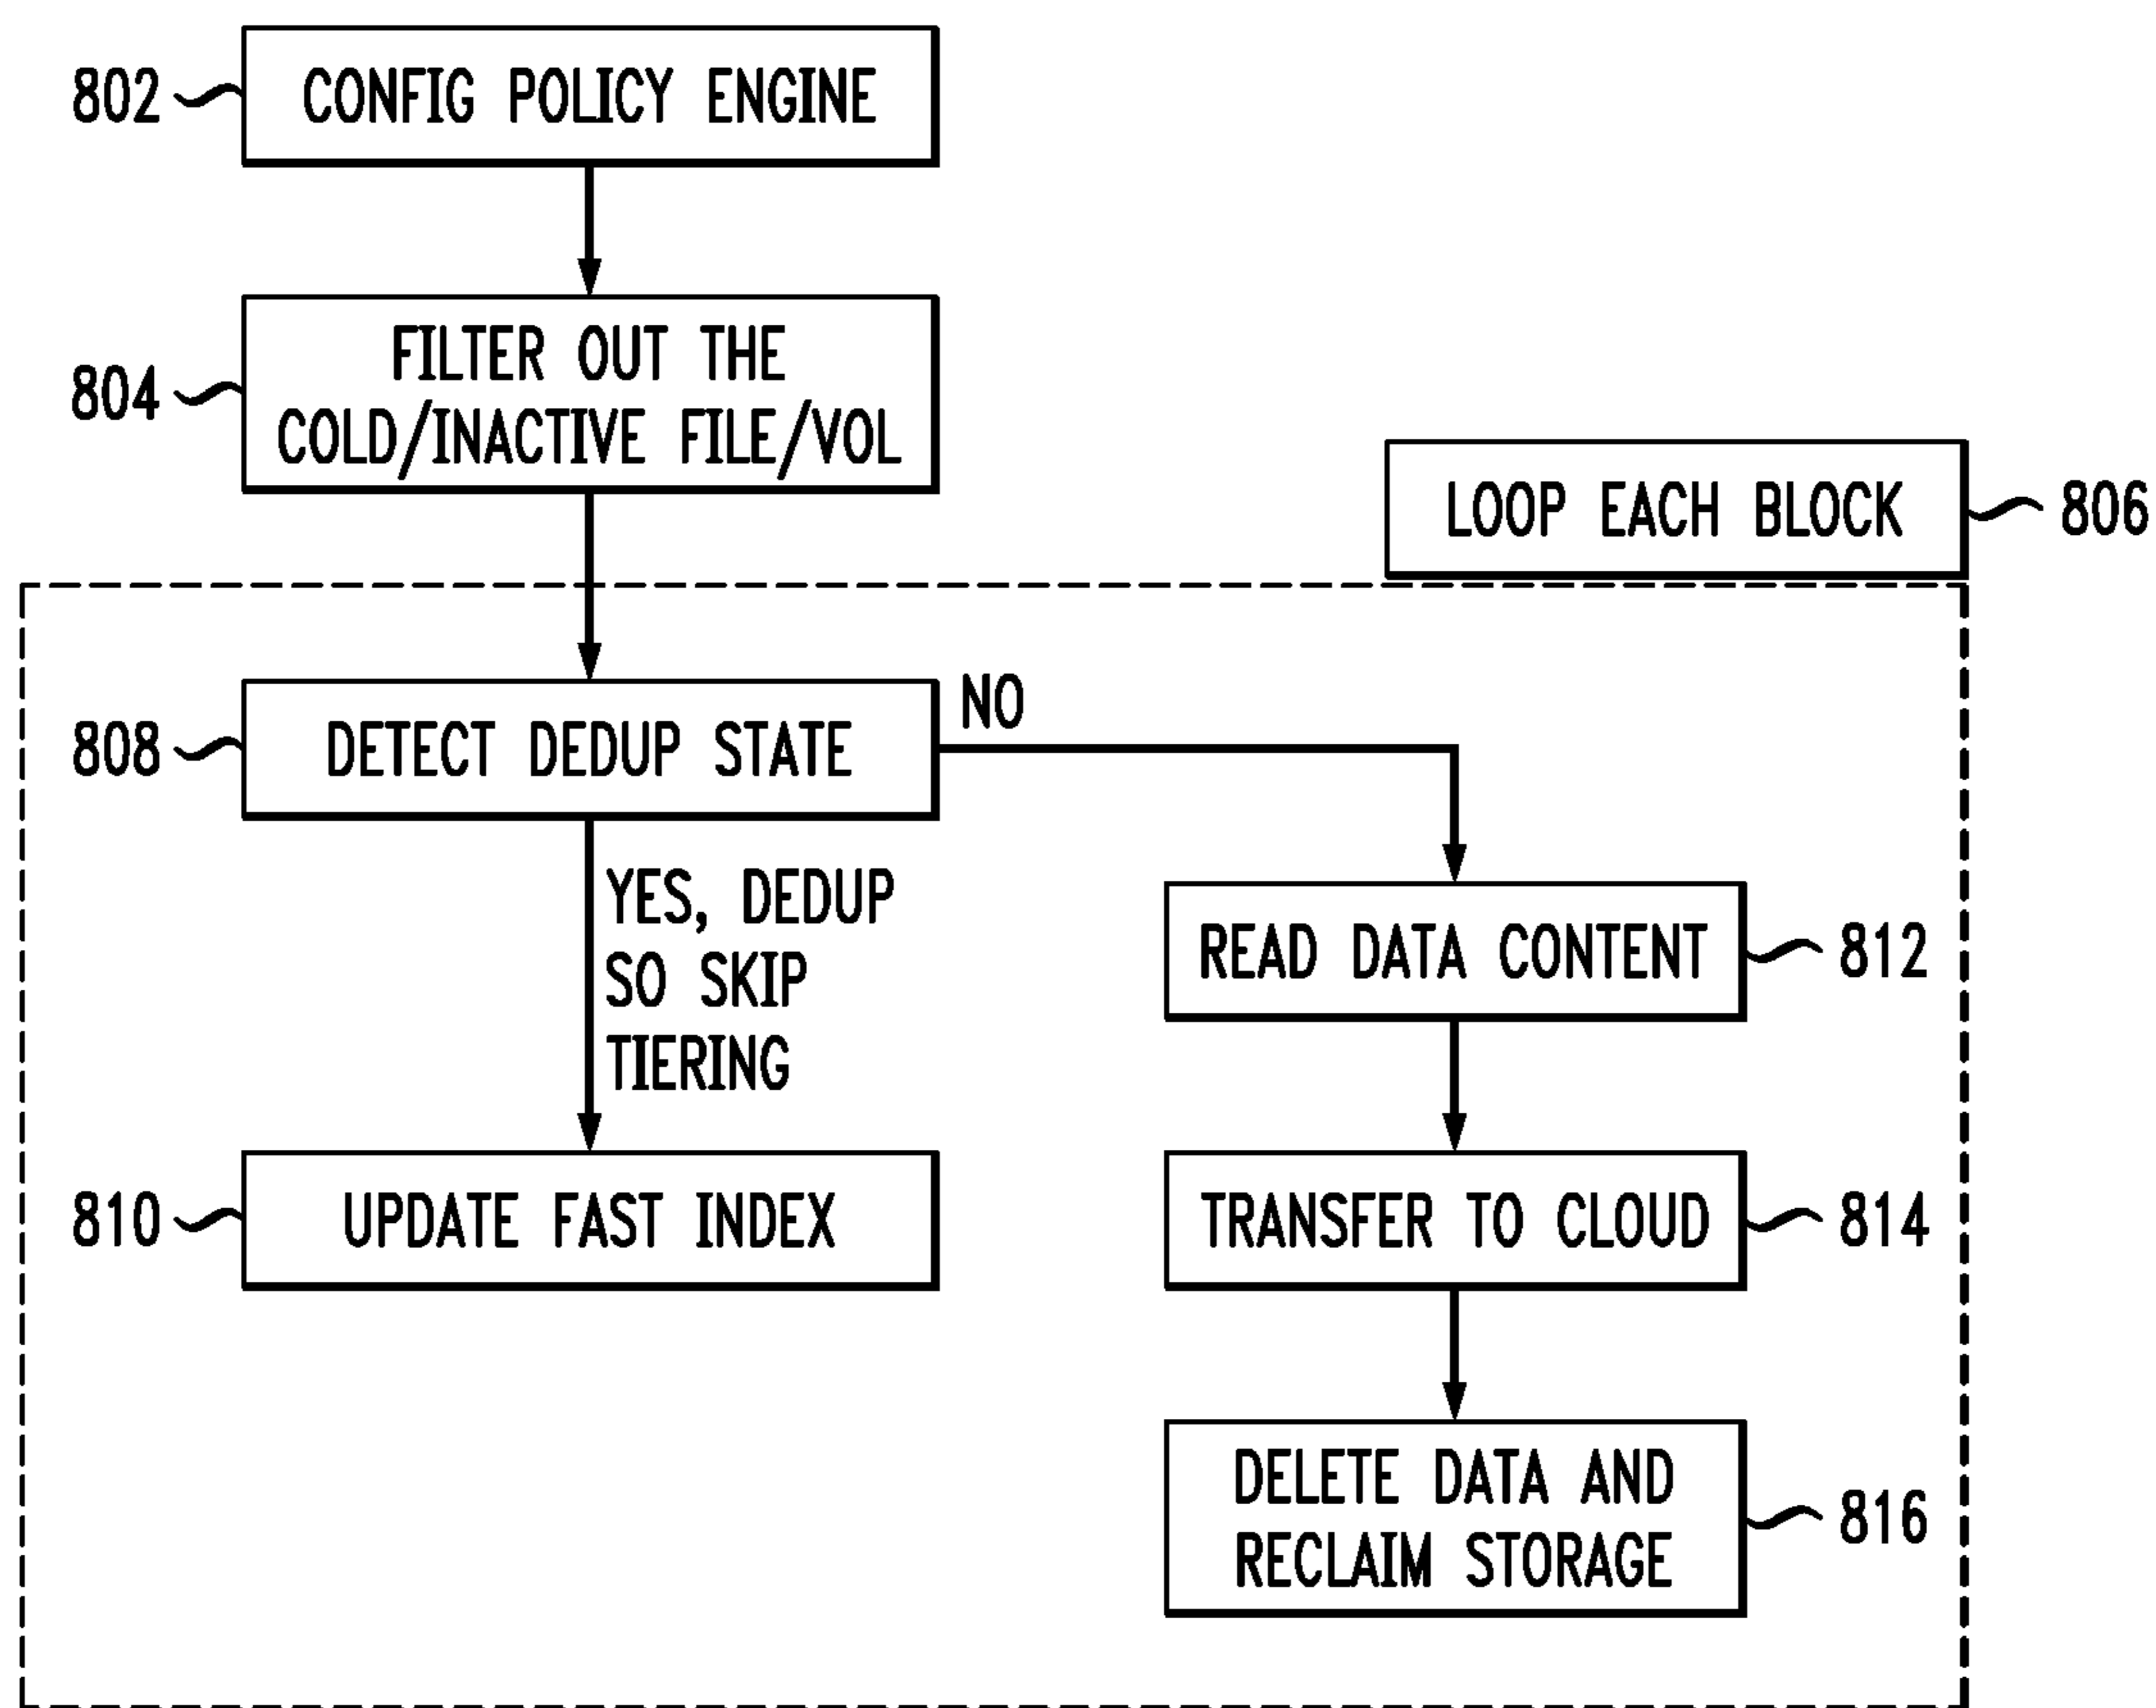 802
CONFIG POLICY ENGINE
804
FILTER OUT THE
COLD/INACTIVE FILE/VOL
LOOP EACH BLOCK
806
808
DETECT DEDUP STATE
NO
YES, DEDUP
SO SKIP
TIERING
READ DATA CONTENT
812
810
UPDATE FAST INDEX
TRANSFER TO CLOUD
814
DELETE DATA AND
RECLAIM STORAGE
816